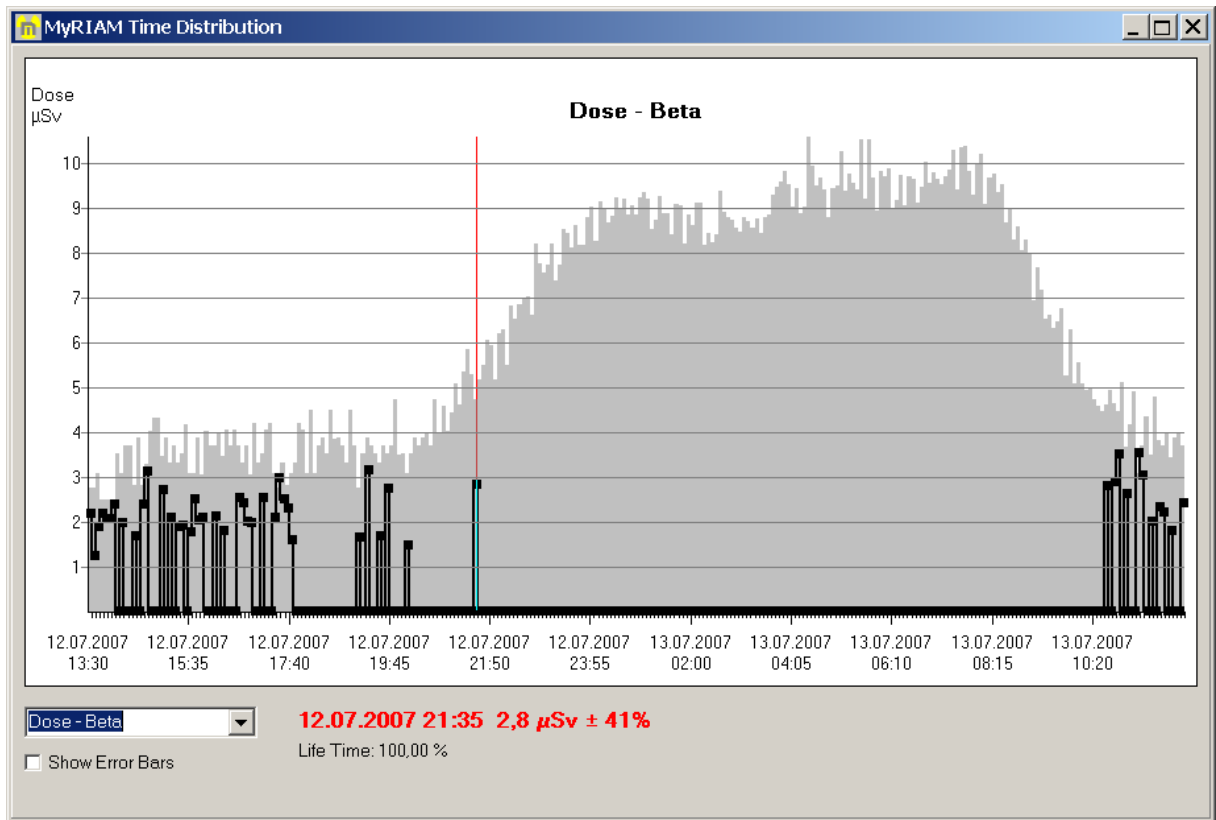 m MyRIAM Time Distribution
Dose
µSv
Dose - Beta
10
9
8
7
6
5
4
3
2
1
12.07.2007 12.07.2007 12.07.2007 12.07.2007 12.07.2007 12.07.2007 13.07.2007 13.07.2007 13.07.2007 13.07.2007 13.07.2007
13:30 15:35 17:40 19:45 21:50 23:55 02:00 04:05 06:10 08:15 10:20
Dose - Beta
12.07.2007 21:35 2,8 µSv ± 41%
Life Time: 100,00 %
Show Error Bars